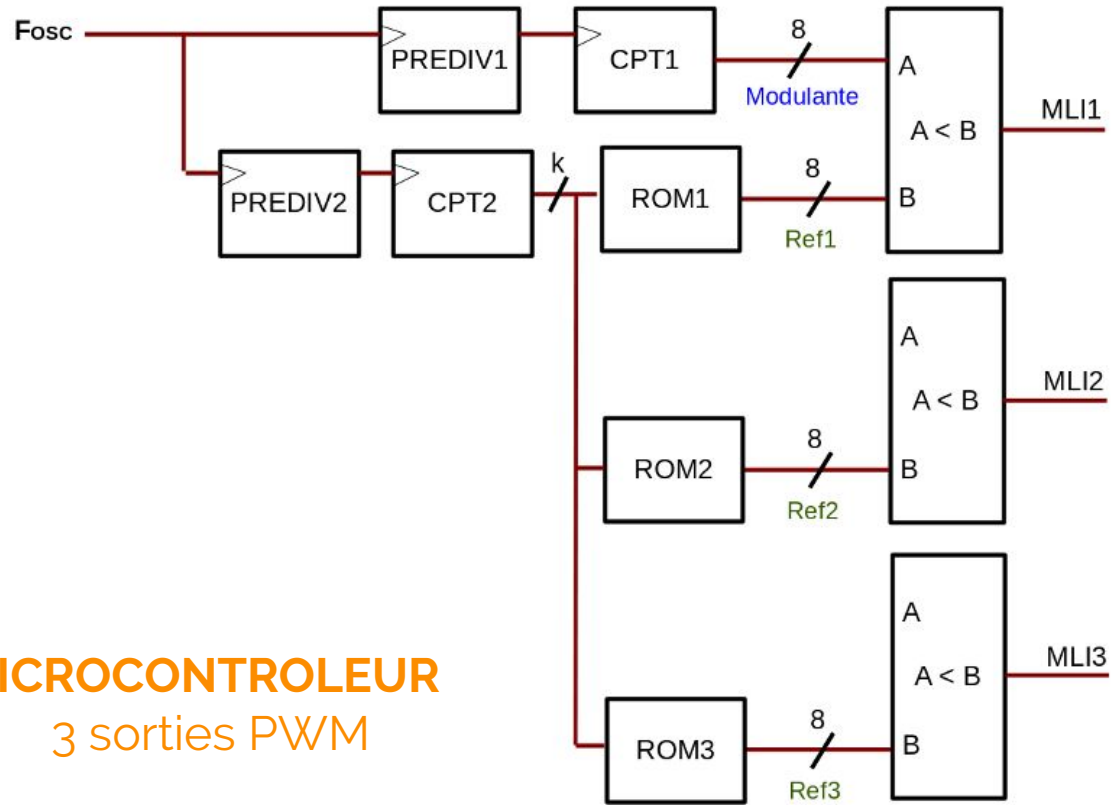 Fosc
PREDIV1
CPT1
8
Modulante
A
A < B
B
MLI1
PREDIV2
CPT2
k
ROM1
8
Ref1
A
A < B
B
MLI2
ROM2
8
Ref2
A
A < B
B
MLI3
ROM3
8
Ref3
ICROCONTROLEUR
3 sorties PWM